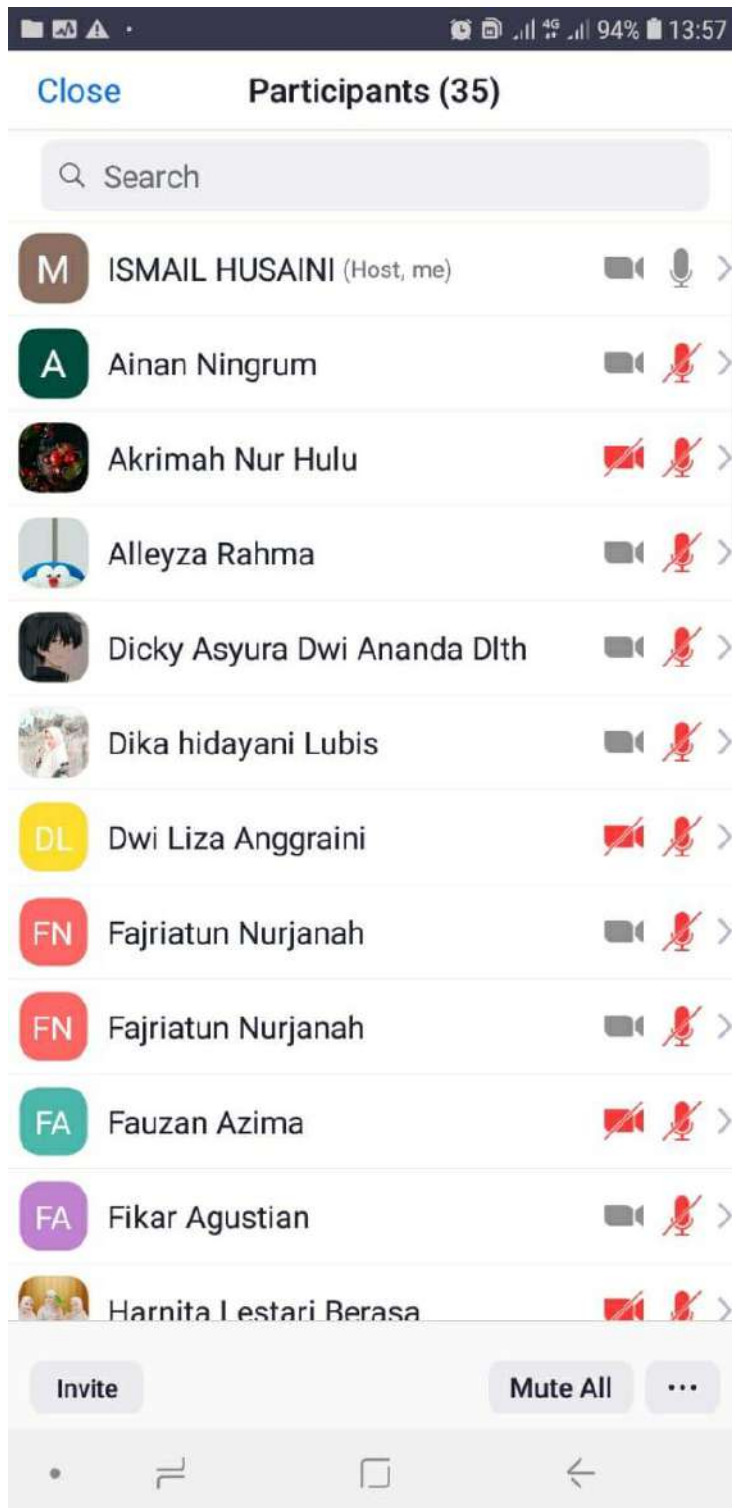 4G 94% 13:57
Close Participants (35)
Search
M ISMAIL HUSAINI (Host, me)
A Ainan Ningrum
Akrimah Nur Hulu
Alleyza Rahma
Dicky Asyura Dwi Ananda Dlth
Dika hidayani Lubis
DL Dwi Liza Anggraini
FN Fajriatun Nurjanah
FN Fajriatun Nurjanah
FA Fauzan Azima
FA Fikar Agustian
Harnita Lestari Berasa
Invite Mute All ...